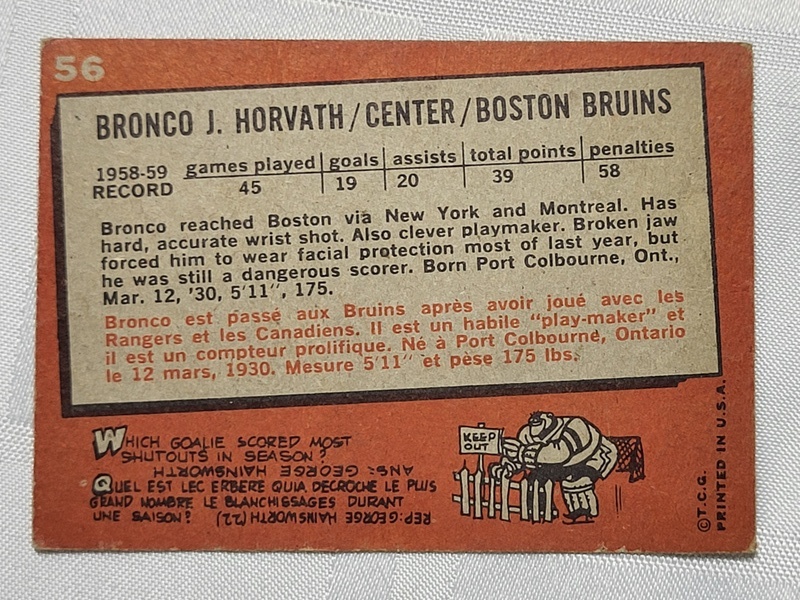 56
BRONCO J. HORVATH/CENTER/BOSTON BRUINS
1958-59 games played goals assists total points penalties
RECORD 45 19 20 39 58
Bronco reached Boston via New York and Montreal. Has
hard, accurate wrist shot. Also clever playmaker. Broken jaw
forced him to wear facial protection most of last year, but
he was still a dangerous scorer. Born Port Colbourne, Ont.,
Mar. 12, '30, 5'11", 175.
Bronco est passé aux Bruins après avoir joué avec les
Rangers et les Canadiens. Il est un habile "play-maker" et
il est un compteur prolifique. Né à Port Colbourne, Ontario
le 12 mars, 1930. Mesure 5'11" et pèse 175 lbs.
WHICH GOALIE SCORED MOST
SHUTOUTS IN SEASON?
ANS: GEORGE HAINSWORTH
QUEL EST LEC ERBERE QUIA DECROCHE LE PLUS
GRAND NOMBRE LE BLANCHISSAGES DURANT
UNE SAISON? REP: GEORGE HAINSWORTH (22)
KEEP
OUT
©T.C.G.
PRINTED IN U.S.A.